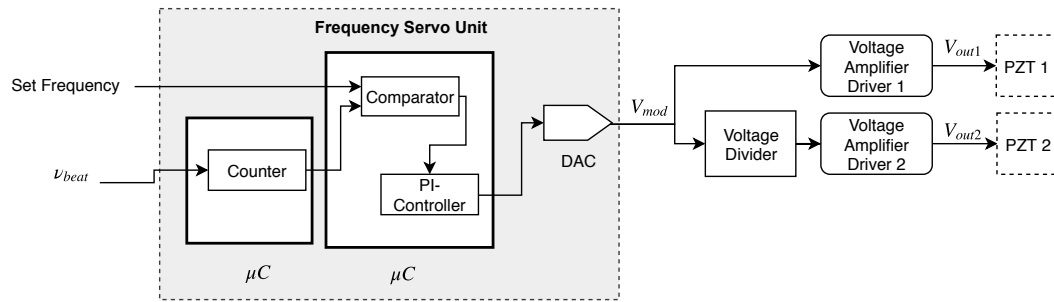 Frequency Servo Unit
Set Frequency
Comparator
ν_beat
Counter
PI-
Controller
μC
μC
DAC
V_mod
Voltage
Divider
Voltage
Amplifier
Driver 1
V_out1
PZT 1
Voltage
Amplifier
Driver 2
V_out2
PZT 2